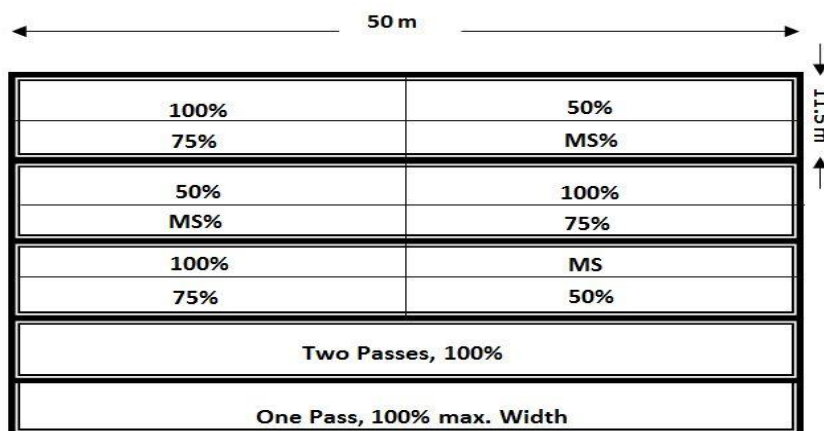 50 m
11.5 m
100% 50%
75% MS%
50% 100%
MS% 75%
100% MS
75% 50%
Two Passes, 100%
One Pass, 100% max. Width